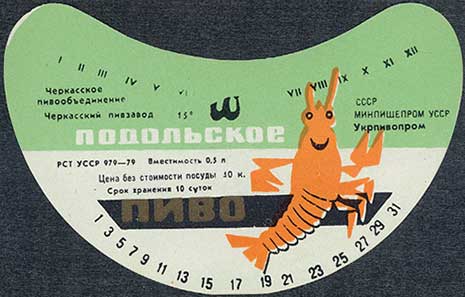 I II III IV V VI VII VIII IX X XI XII
Черкасское
пивообъединение
Черкасский пивзавод 15°
СССР
МИНПИЩЕПРОМ УССР
Укрпивопром
ПОДОЛЬСКОЕ
РСТ УССР 979—79 Вместимость 0,5 л
Цена без стоимости посуды 30 к.
Срок хранения 10 суток
ПИВО
1 3 5 7 9 11 13 15 17 19 21 23 25 27 29 31